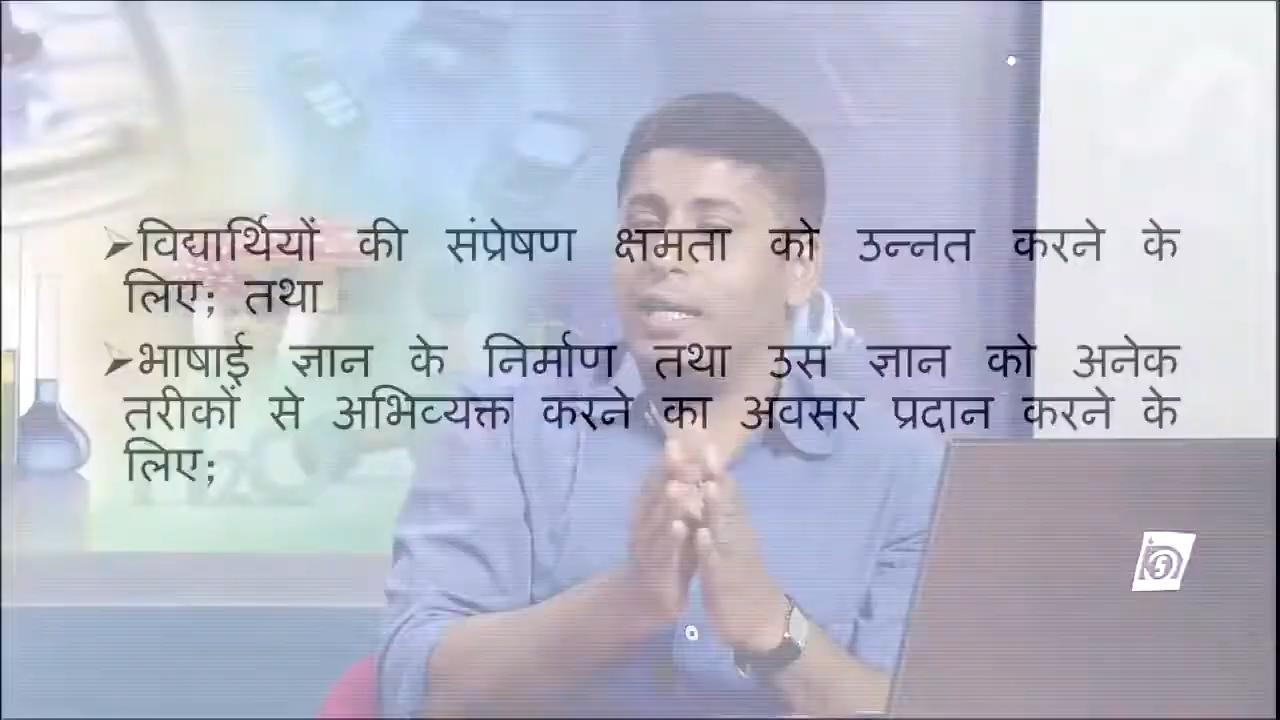 ➢विद्यार्थियों की संप्रेषण क्षमता को उन्नत करने के
लिए; तथा
➢भाषाई ज्ञान के निर्माण तथा उस ज्ञान को अनेक
तरीकों से अभिव्यक्त करने का अवसर प्रदान करने के
लिए;